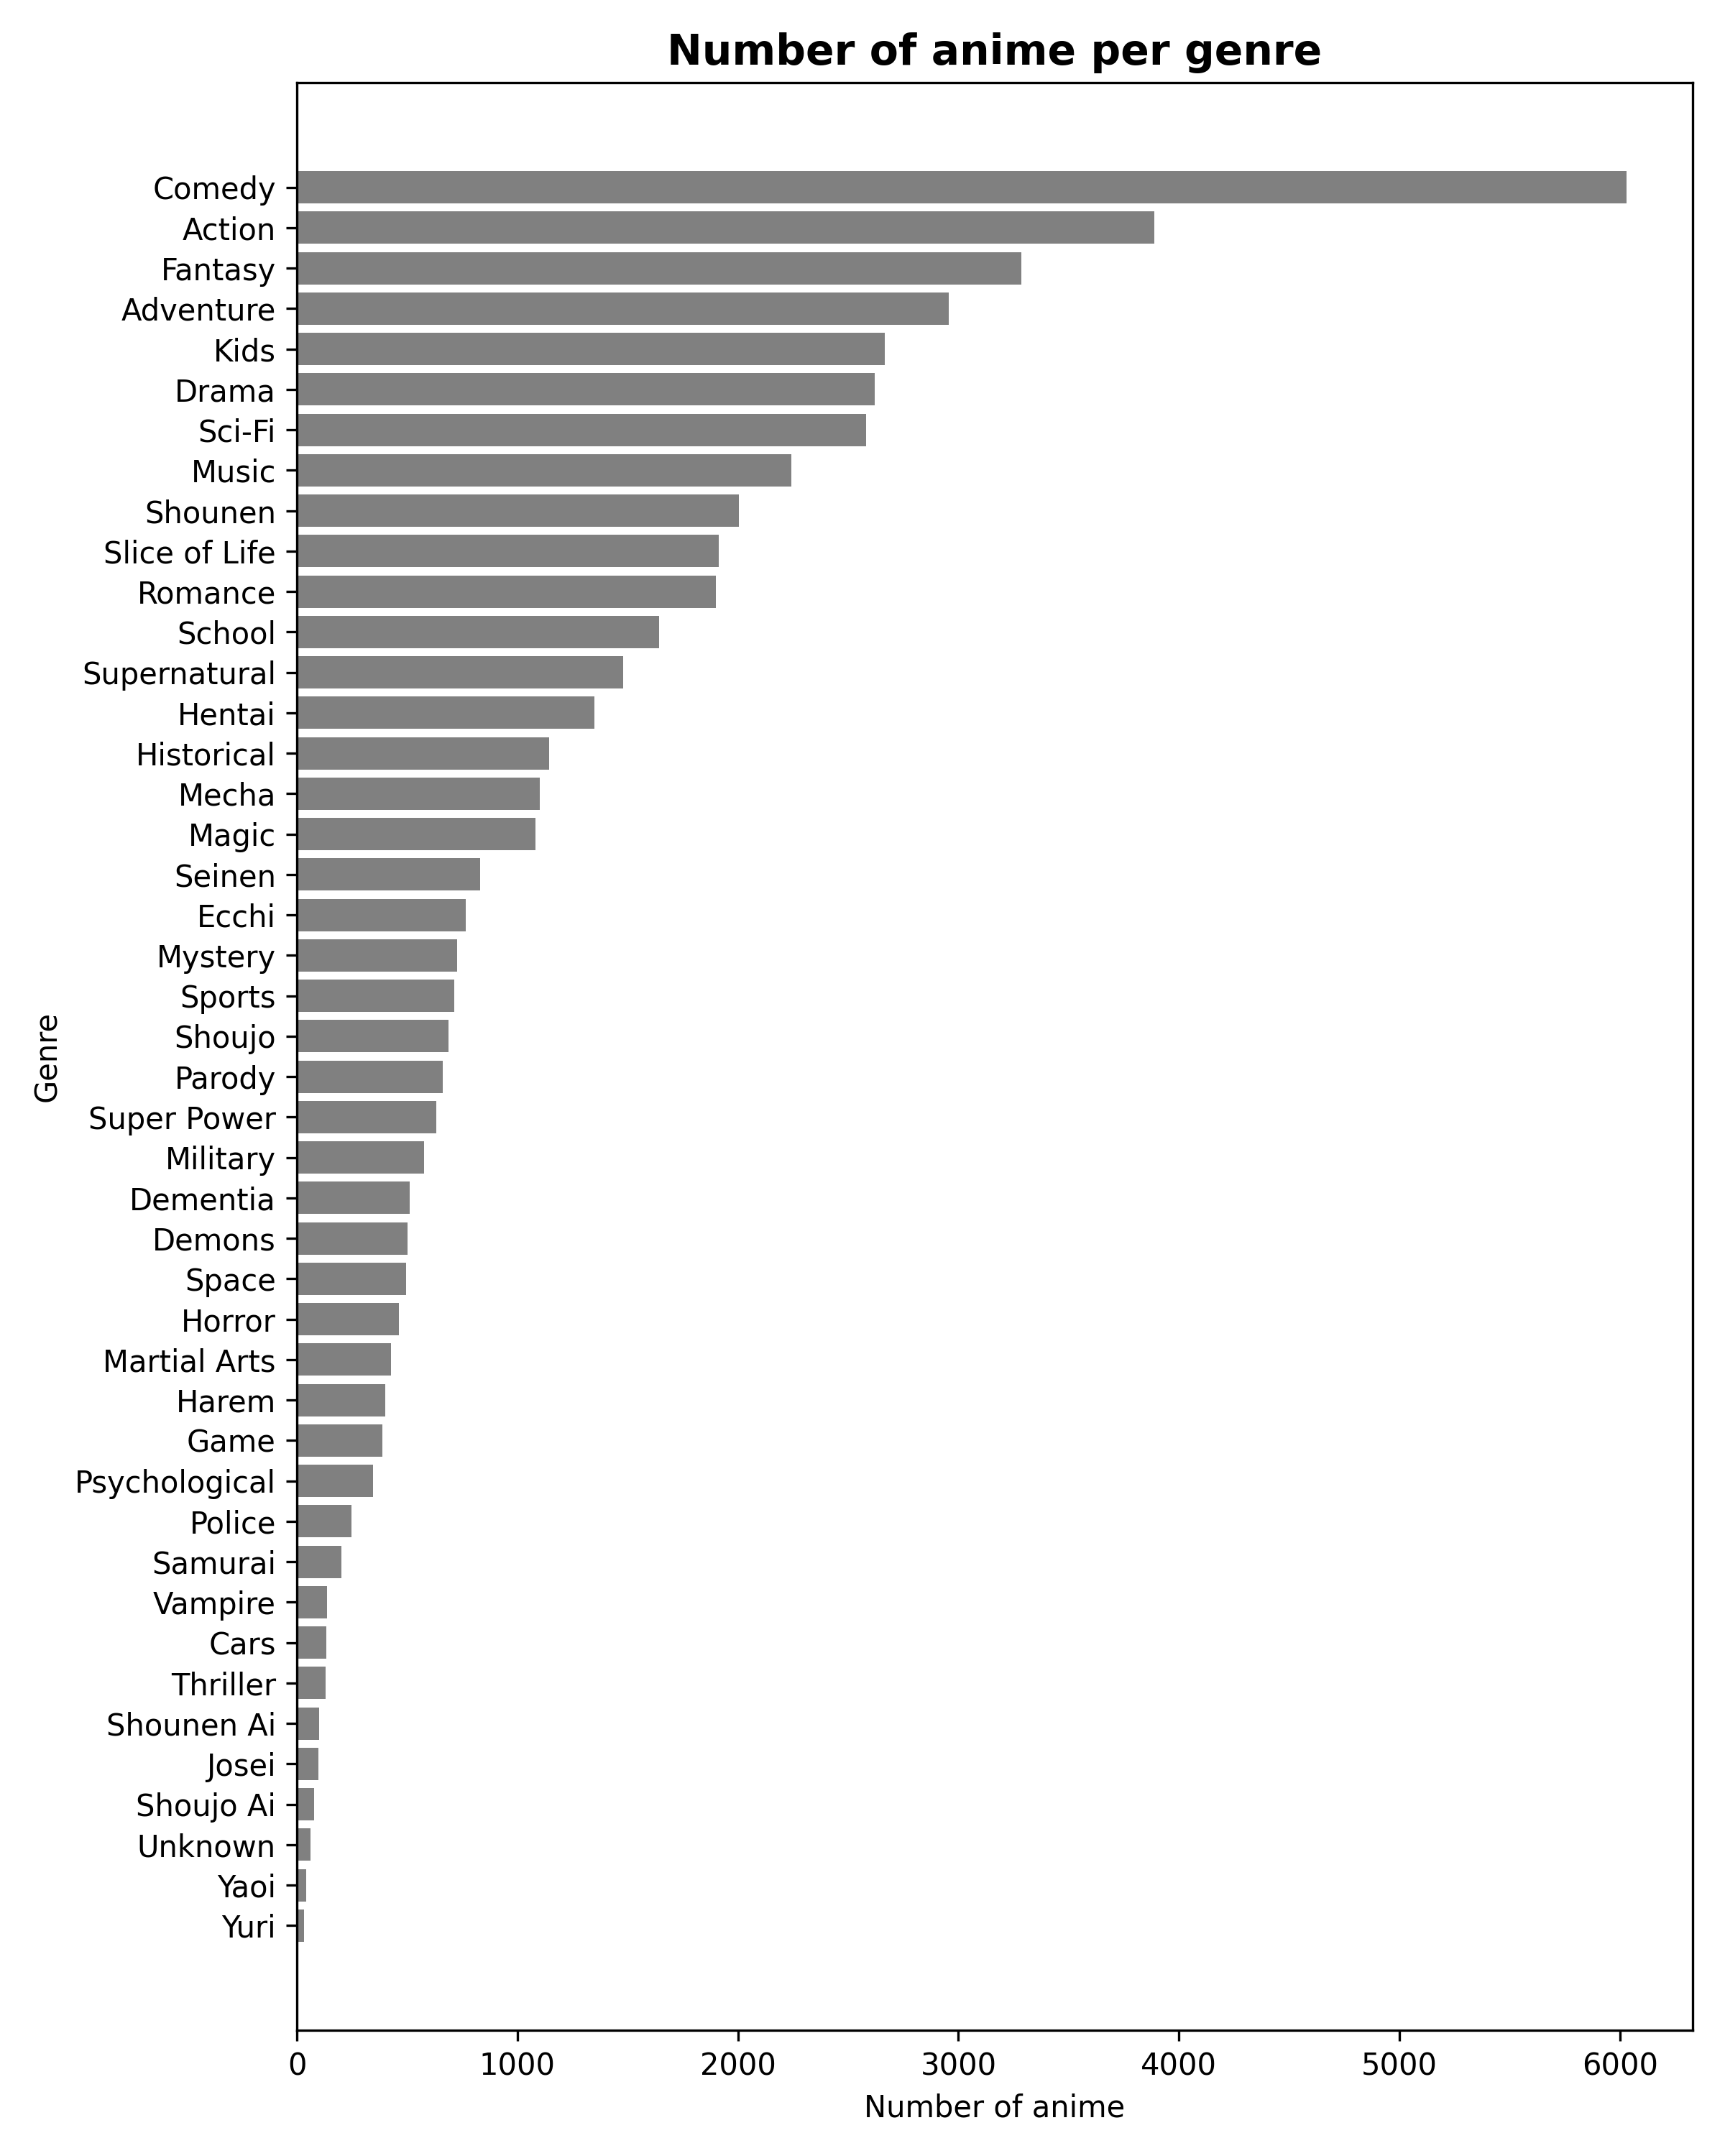 Number of anime per genre
Comedy
Action
Fantasy
Adventure
Kids
Drama
Sci-Fi
Music
Shounen
Slice of Life
Romance
School
Supernatural
Hentai
Historical
Mecha
Magic
Seinen
Ecchi
Mystery
Sports
Shoujo
Parody
Super Power
Military
Dementia
Demons
Space
Horror
Martial Arts
Harem
Game
Psychological
Police
Samurai
Vampire
Cars
Thriller
Shounen Ai
Josei
Shoujo Ai
Unknown
Yaoi
Yuri
Genre
0 1000 2000 3000 4000 5000 6000
Number of anime